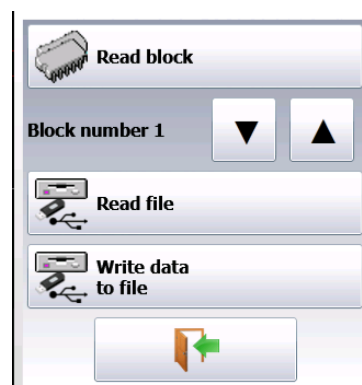 Read block
Block number 1
Read file
Write data
to file